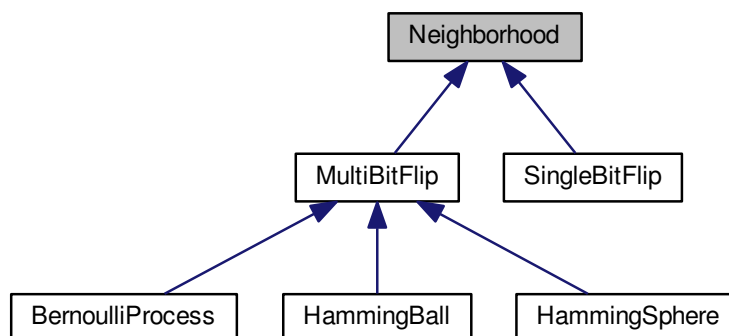 Neighborhood
MultiBitFlip
SingleBitFlip
BernoulliProcess
HammingBall
HammingSphere